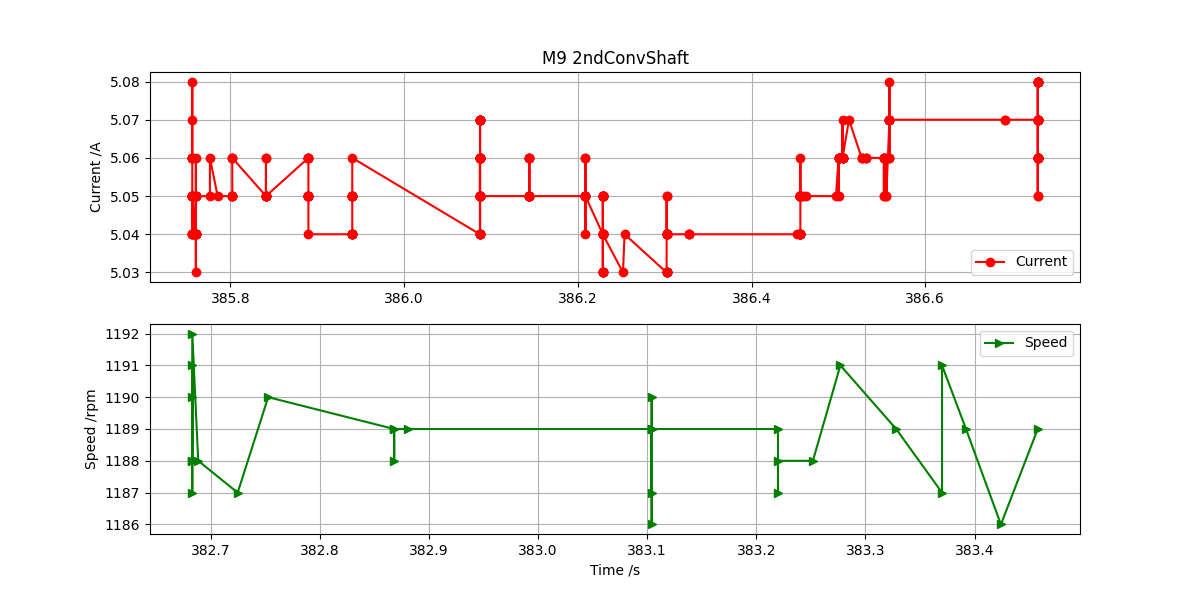 M9 2ndConvShaft
Current /A
5.08
5.07
5.06
5.05
5.04
5.03
Current
385.8 386.0 386.2 386.4 386.6
Speed /rpm
1192
1191
1190
1189
1188
1187
1186
Speed
382.7 382.8 382.9 383.0 383.1 383.2 383.3 383.4
Time /s